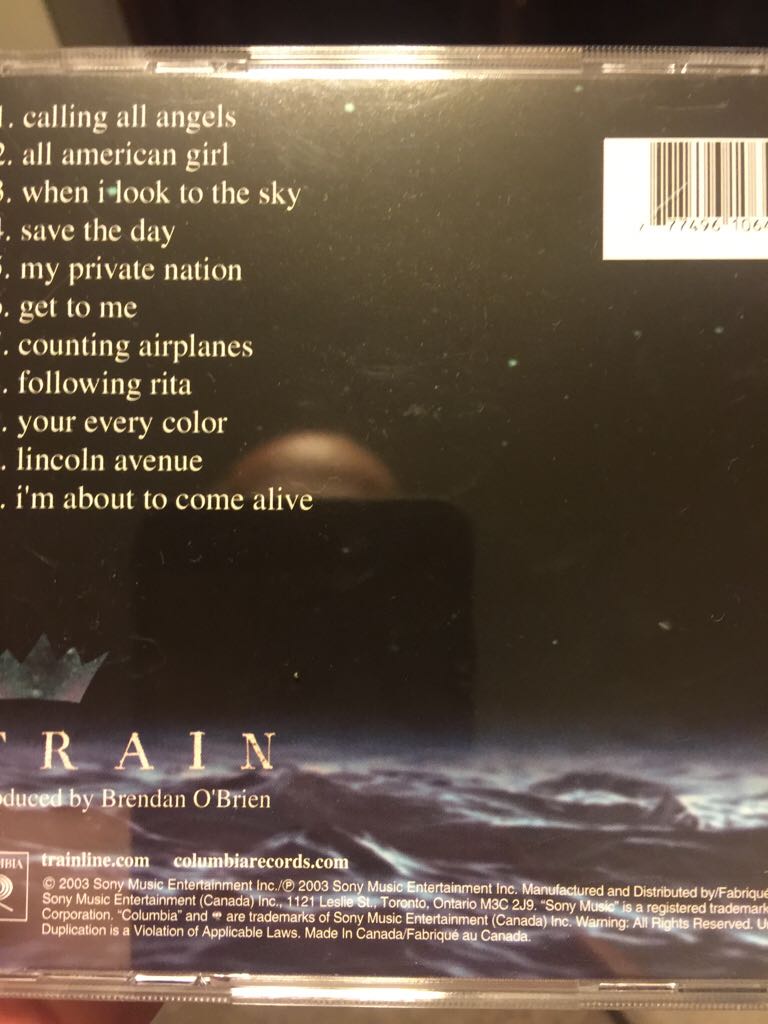 1. calling all angels
2. all american girl
3. when i look to the sky
4. save the day
5. my private nation
6. get to me
. counting airplanes
. following rita
. your every color
. lincoln avenue
. i'm about to come alive
7 77496 1064
TRAIN
oduced by Brendan O'Brien
MBIA
trainline.com columbiarecords.com
© 2003 Sony Music Entertainment Inc./℗ 2003 Sony Music Entertainment Inc. Manufactured and Distributed by/Fabriqué
Sony Music Entertainment (Canada) Inc., 1121 Leslie St., Toronto, Ontario M3C 2J9. "Sony Music" is a registered trademark
Corporation. "Columbia" and are trademarks of Sony Music Entertainment (Canada) Inc. Warning: All Rights Reserved. Un
Duplication is a Violation of Applicable Laws. Made In Canada/Fabriqué au Canada.